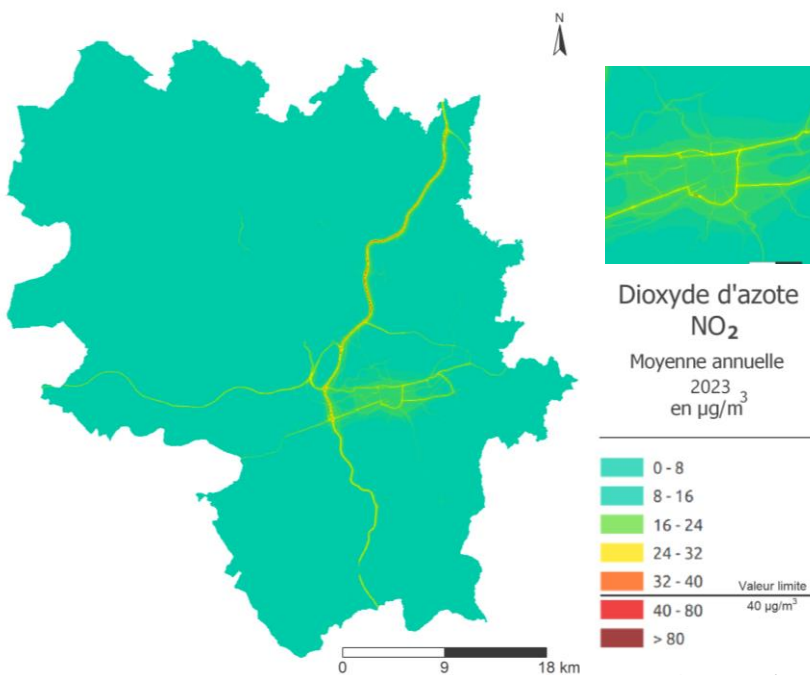 N
Dioxyde d'azote
NO₂
Moyenne annuelle
2023
en µg/m³
0 - 8
8 - 16
16 - 24
24 - 32
32 - 40
Valeur limite
40 µg/m³
40 - 80
> 80
0 9 18 km